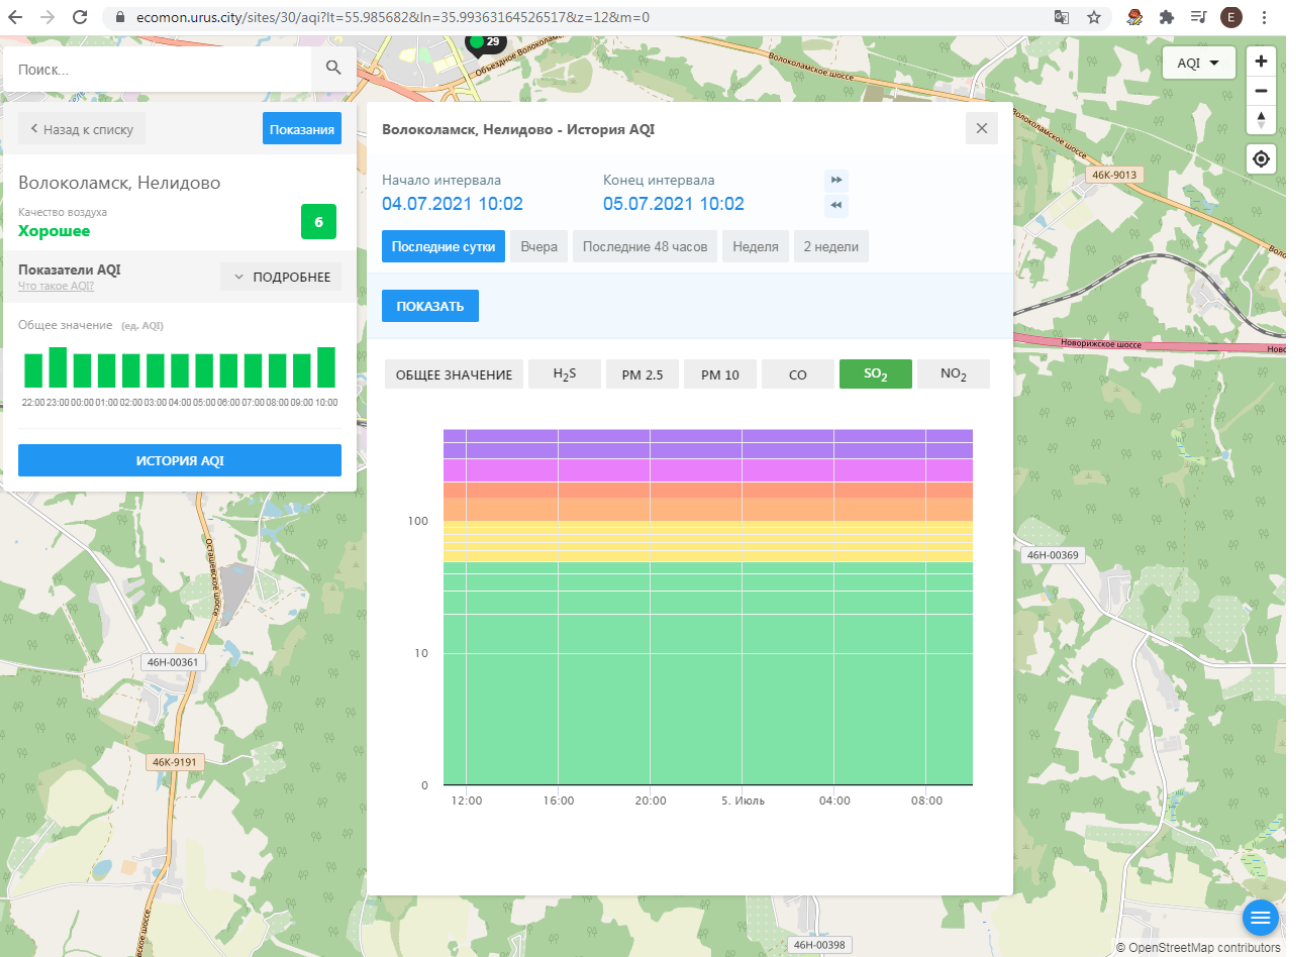 ecomon.urus.city/sites/30/aqi?lt=55.985682&ln=35.99363164526517&z=12&m=0
E
29
Объездное Волоколамск
Волоколамское шоссе
Поиск...
AQI
Назад к списку
Показания
Волоколамск, Нелидово - История AQI
Волоколамское шоссе
46К-9013
Волоколамск, Нелидово
Качество воздуха
Хорошее
6
Начало интервала
Конец интервала
04.07.2021 10:02
05.07.2021 10:02
Последние сутки
Вчера
Последние 48 часов
Неделя
2 недели
Показатели AQI
Что такое AQI?
ПОДРОБНЕЕ
ПОКАЗАТЬ
Общее значение (ед. AQI)
Новорижское шоссе
Ново
ОБЩЕЕ ЗНАЧЕНИЕ
H2S
PM 2.5
PM 10
CO
SO2
NO2
22:00 23:00 00:00 01:00 02:00 03:00 04:00 05:00 06:00 07:00 08:00 09:00 10:00
ИСТОРИЯ AQI
100
10
0
12:00
16:00
20:00
5. Июль
04:00
08:00
Осташевское шоссе
46Н-00369
46Н-00361
46К-9191
46Н-00398
© OpenStreetMap contributors